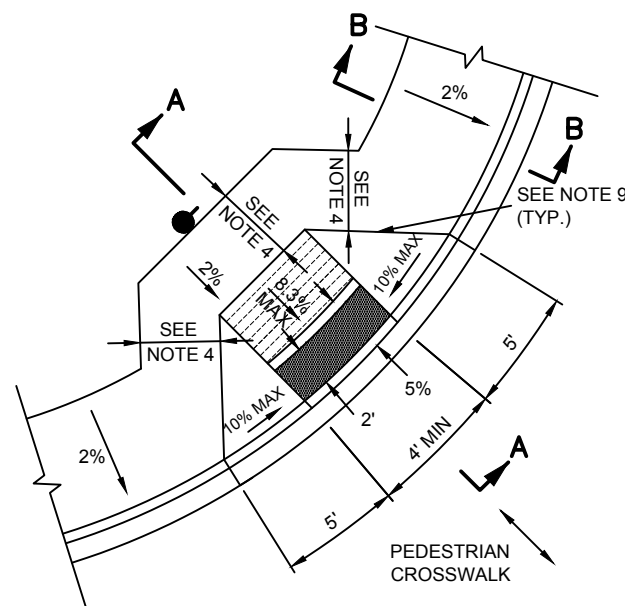 B
A
2%
B
SEE
NOTE 4
SEE
NOTE 4
SEE NOTE 9
(TYP.)
2%
8.3%
MAX
10% MAX
SEE
NOTE 4
5'
10% MAX
5%
2'
4' MIN
2%
A
5'
PEDESTRIAN
CROSSWALK